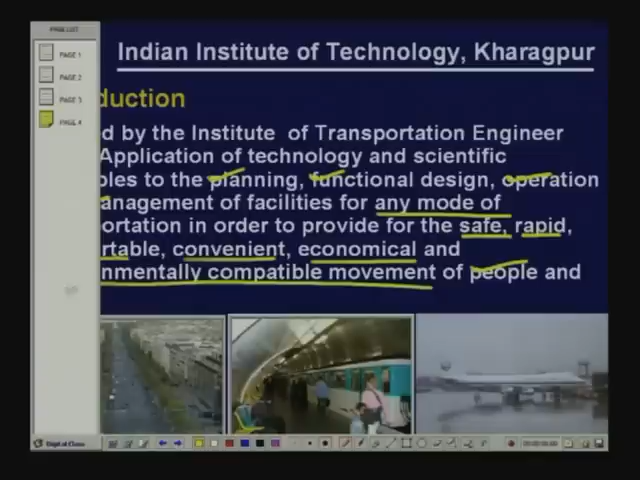 PAGE LIST
PAGE 1
PAGE 2
PAGE 3
PAGE 4
Indian Institute of Technology, Kharagpur
duction
d by the Institute of Transportation Engineer
Application of technology and scientific
ples to the planning, functional design, operation
anagement of facilities for any mode of
ortation in order to provide for the safe, rapid,
rtable, convenient, economical and
nmentally compatible movement of people and